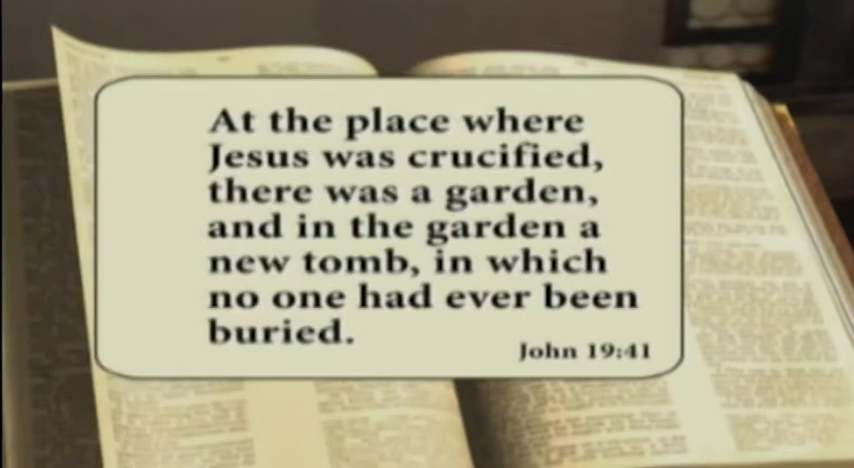 At the place where
Jesus was crucified,
there was a garden,
and in the garden a
new tomb, in which
no one had ever been
buried.
John 19:41